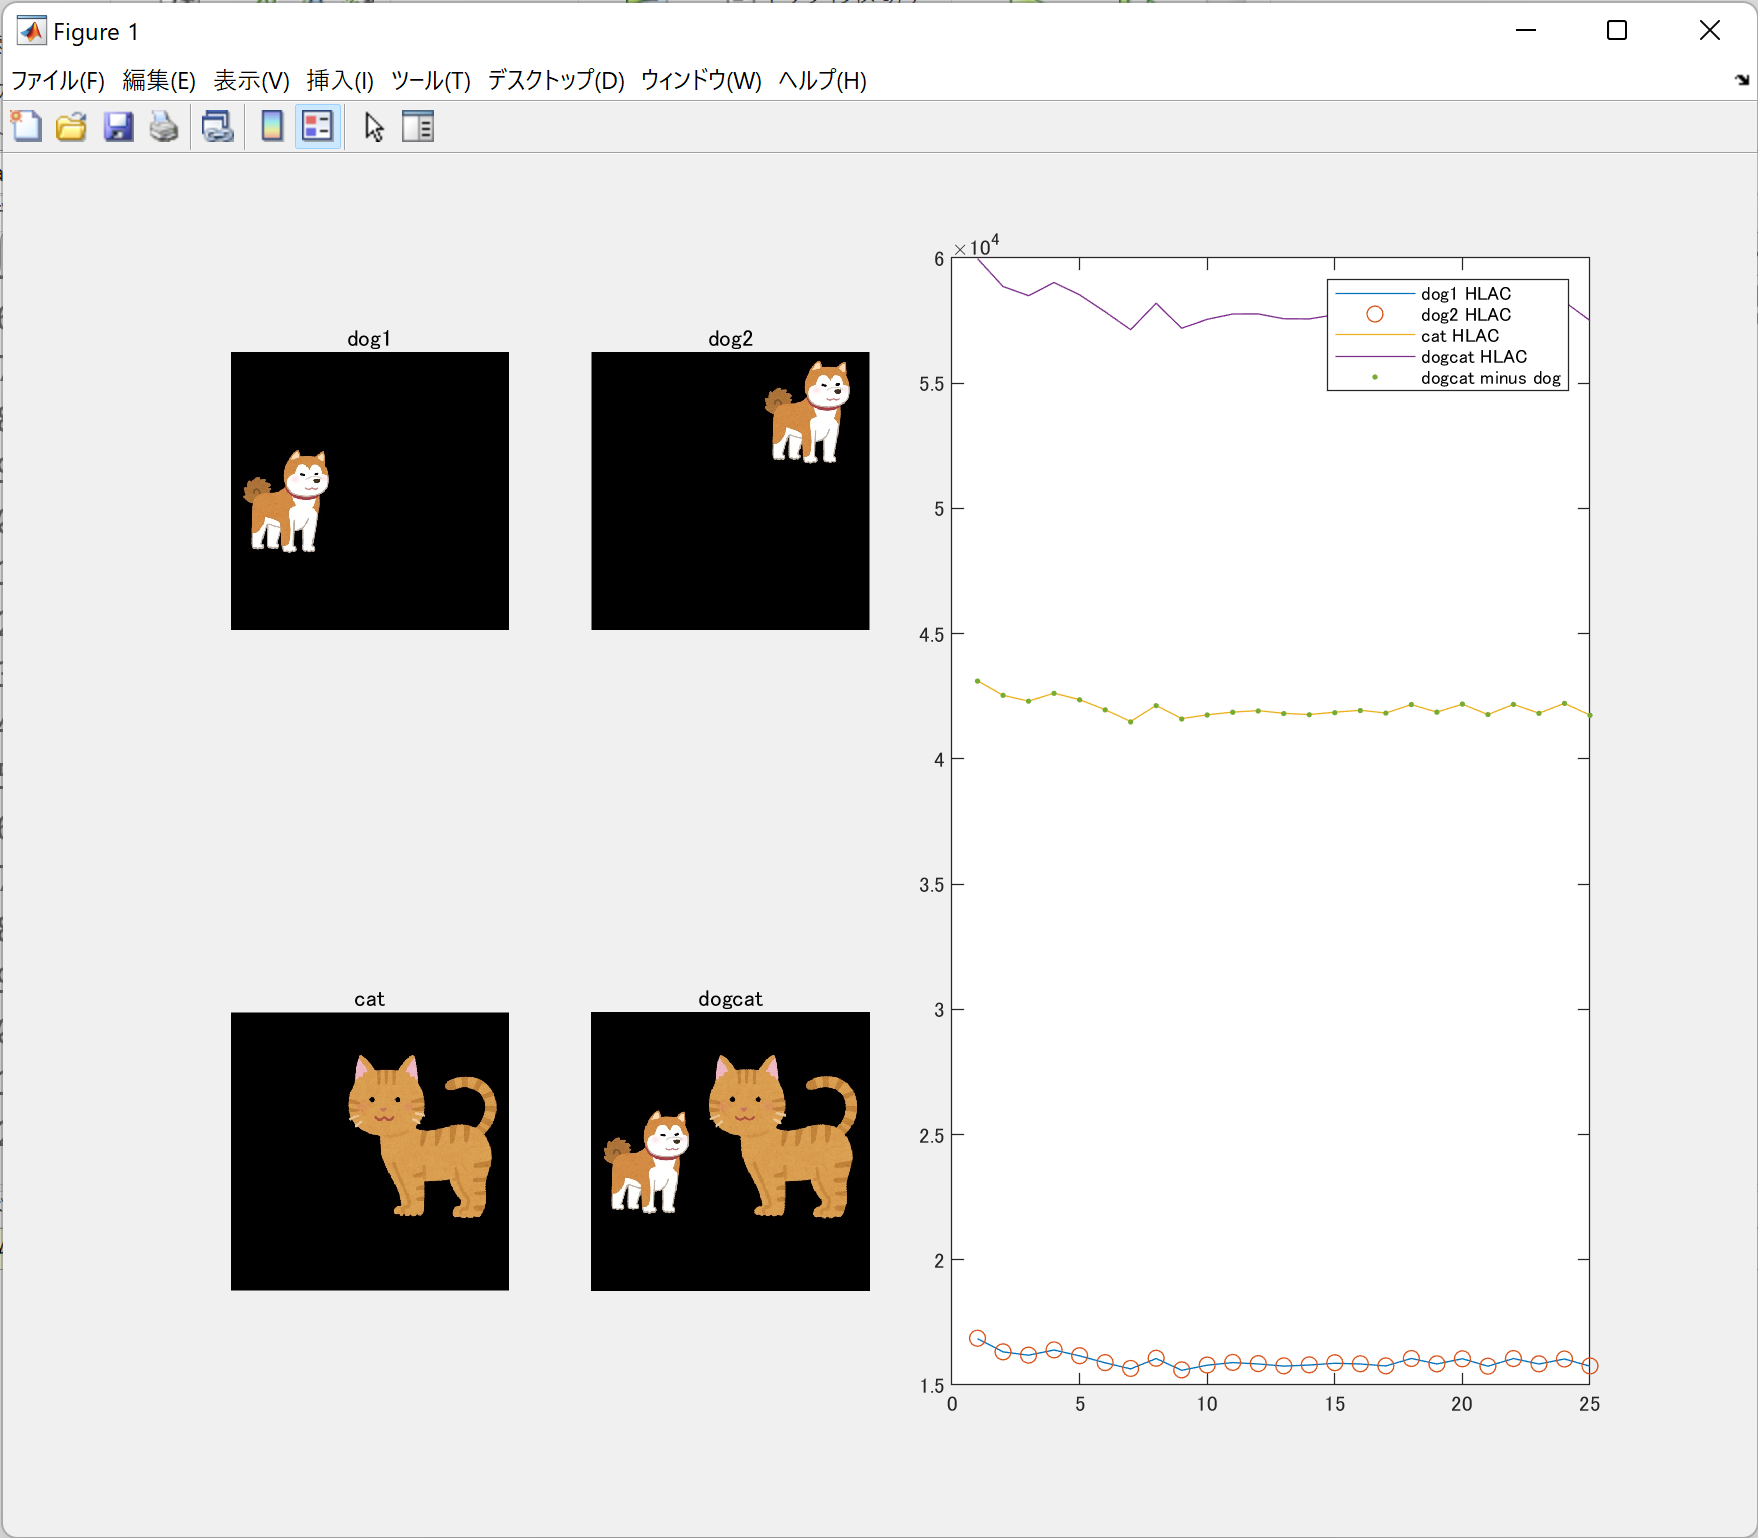 Figure 1
ファイル(F) 編集(E) 表示(V) 挿入(I) ツール(T) デスクトップ(D) ウィンドウ(W) ヘルプ(H)
dog1
dog2
cat
dogcat
×10⁴
6
5.5
5
4.5
4
3.5
3
2.5
2
1.5
0 5 10 15 20 25
dog1 HLAC
dog2 HLAC
cat HLAC
dogcat HLAC
dogcat minus dog